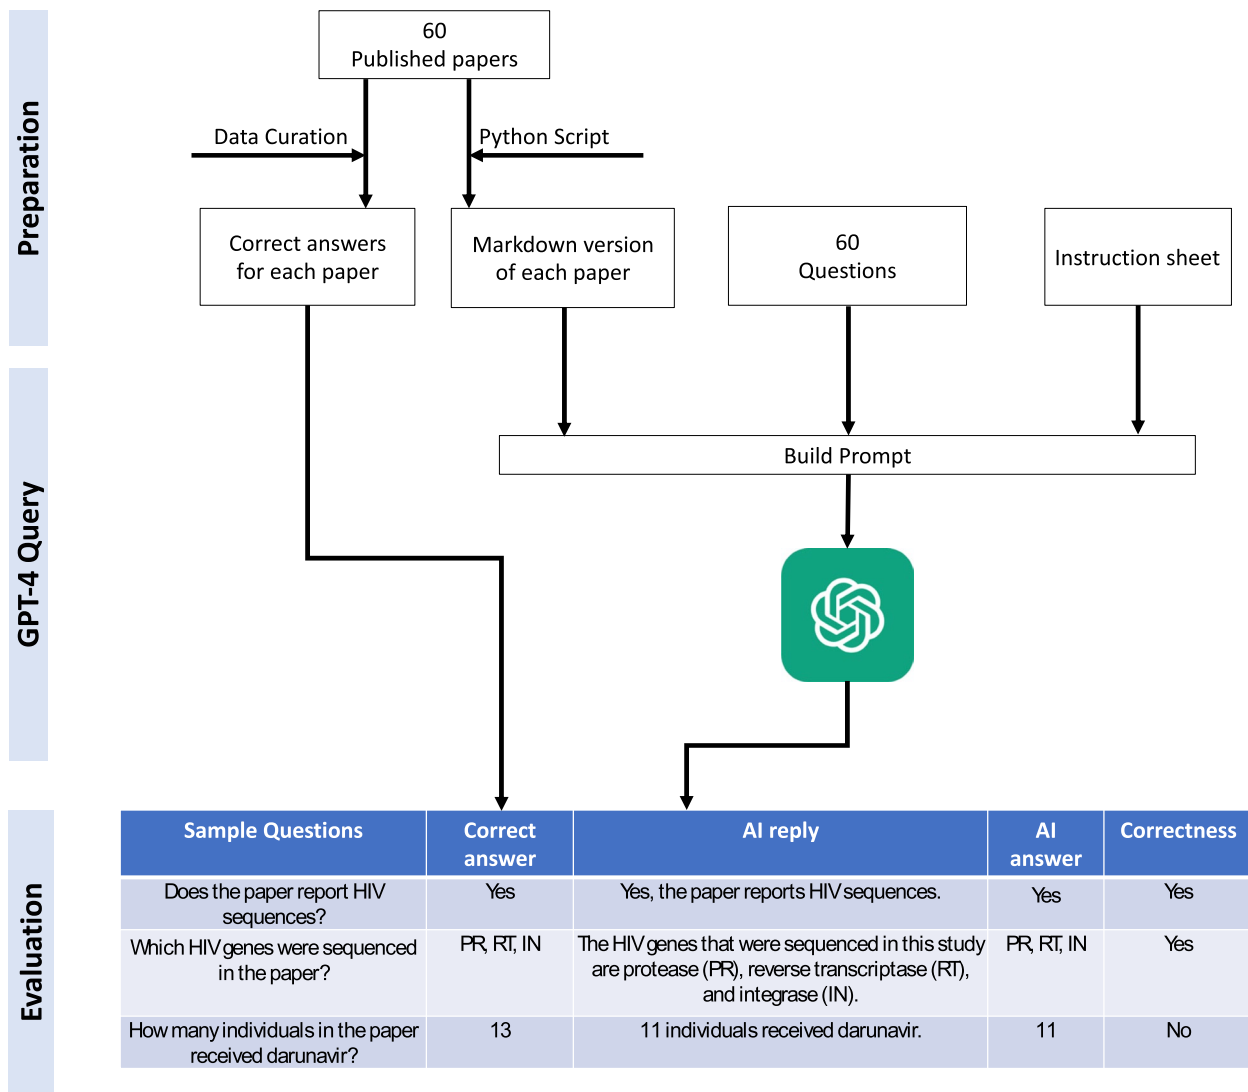 Preparation
60
Published papers
Data Curation
Python Script
Correct answers
for each paper
Markdown version
of each paper
60
Questions
Instruction sheet
GPT-4 Query
Build Prompt
Evaluation
Sample Questions
Correct
answer
AI reply
AI
answer
Correctness
Does the paper report HIV
sequences?
Yes
Yes, the paper reports HIV sequences.
Yes
Yes
Which HIV genes were sequenced
in the paper?
PR, RT, IN
The HIV genes that were sequenced in this study
are protease (PR), reverse transcriptase (RT),
and integrase (IN).
PR, RT, IN
Yes
How many individuals in the paper
received darunavir?
13
11 individuals received darunavir.
11
No